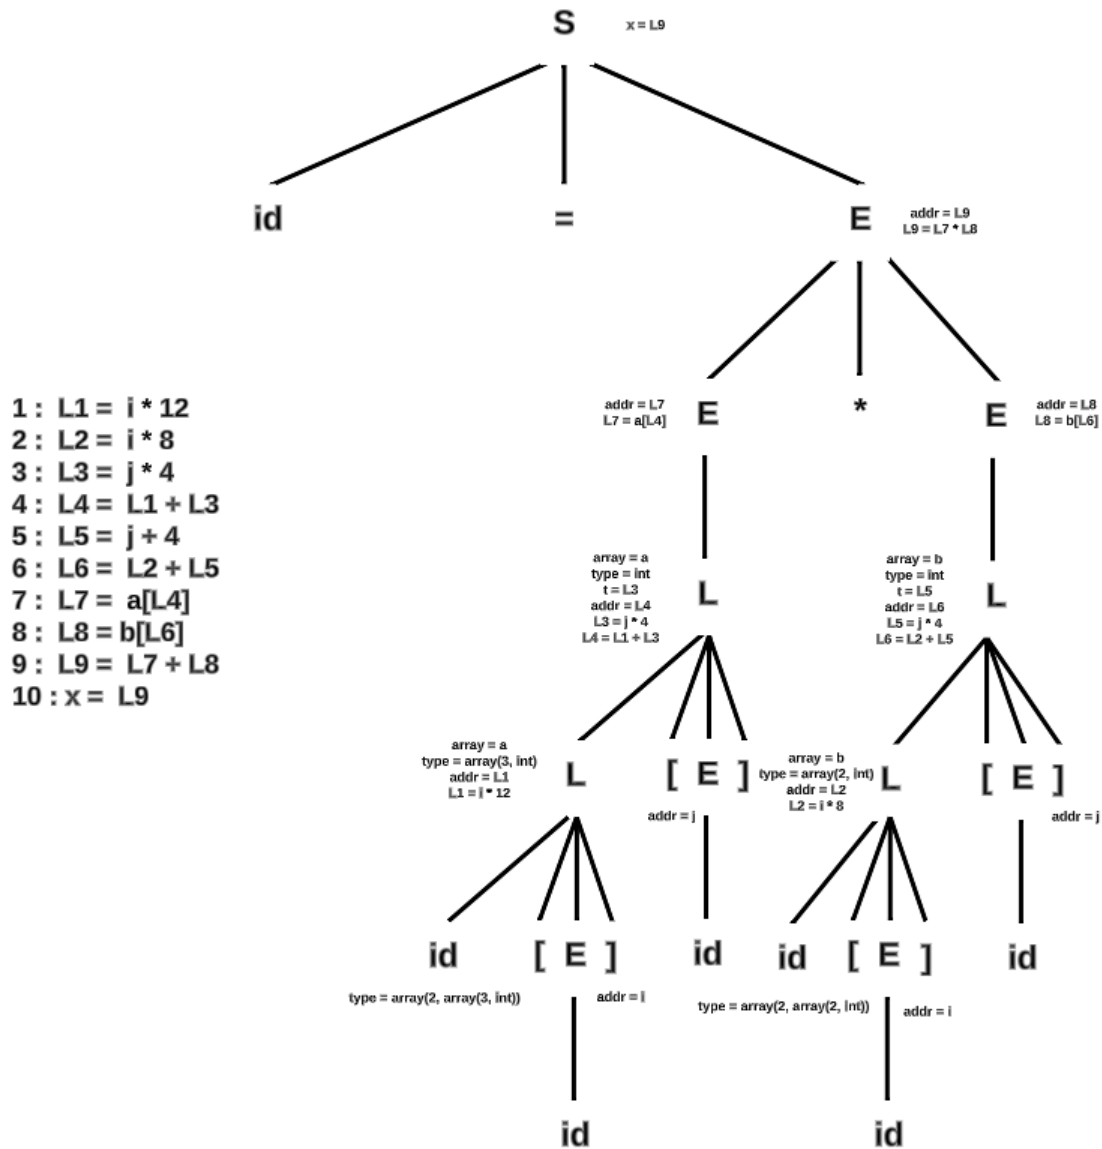 S
x = L9
id
=
E
addr = L9
L9 = L7 * L8
1 : L1 = i * 12
2 : L2 = i * 8
3 : L3 = j * 4
4 : L4 = L1 + L3
5 : L5 = j + 4
6 : L6 = L2 + L5
7 : L7 = a[L4]
8 : L8 = b[L6]
9 : L9 = L7 + L8
10 : x = L9
addr = L7
L7 = a[L4]
E
*
E
addr = L8
L8 = b[L6]
array = a
type = int
t = L3
addr = L4
L3 = j * 4
L4 = L1 + L3
L
array = b
type = int
t = L5
addr = L6
L5 = j * 4
L6 = L2 + L5
L
array = a
type = array(3, int)
addr = L1
L1 = i * 12
L
[ E ]
addr = j
array = b
type = array(2, int)
addr = L2
L2 = i * 8
L
[ E ]
addr = j
id
[ E ]
id
id
[ E ]
id
type = array(2, array(3, int))
addr = i
type = array(2, array(2, int))
addr = i
id
id